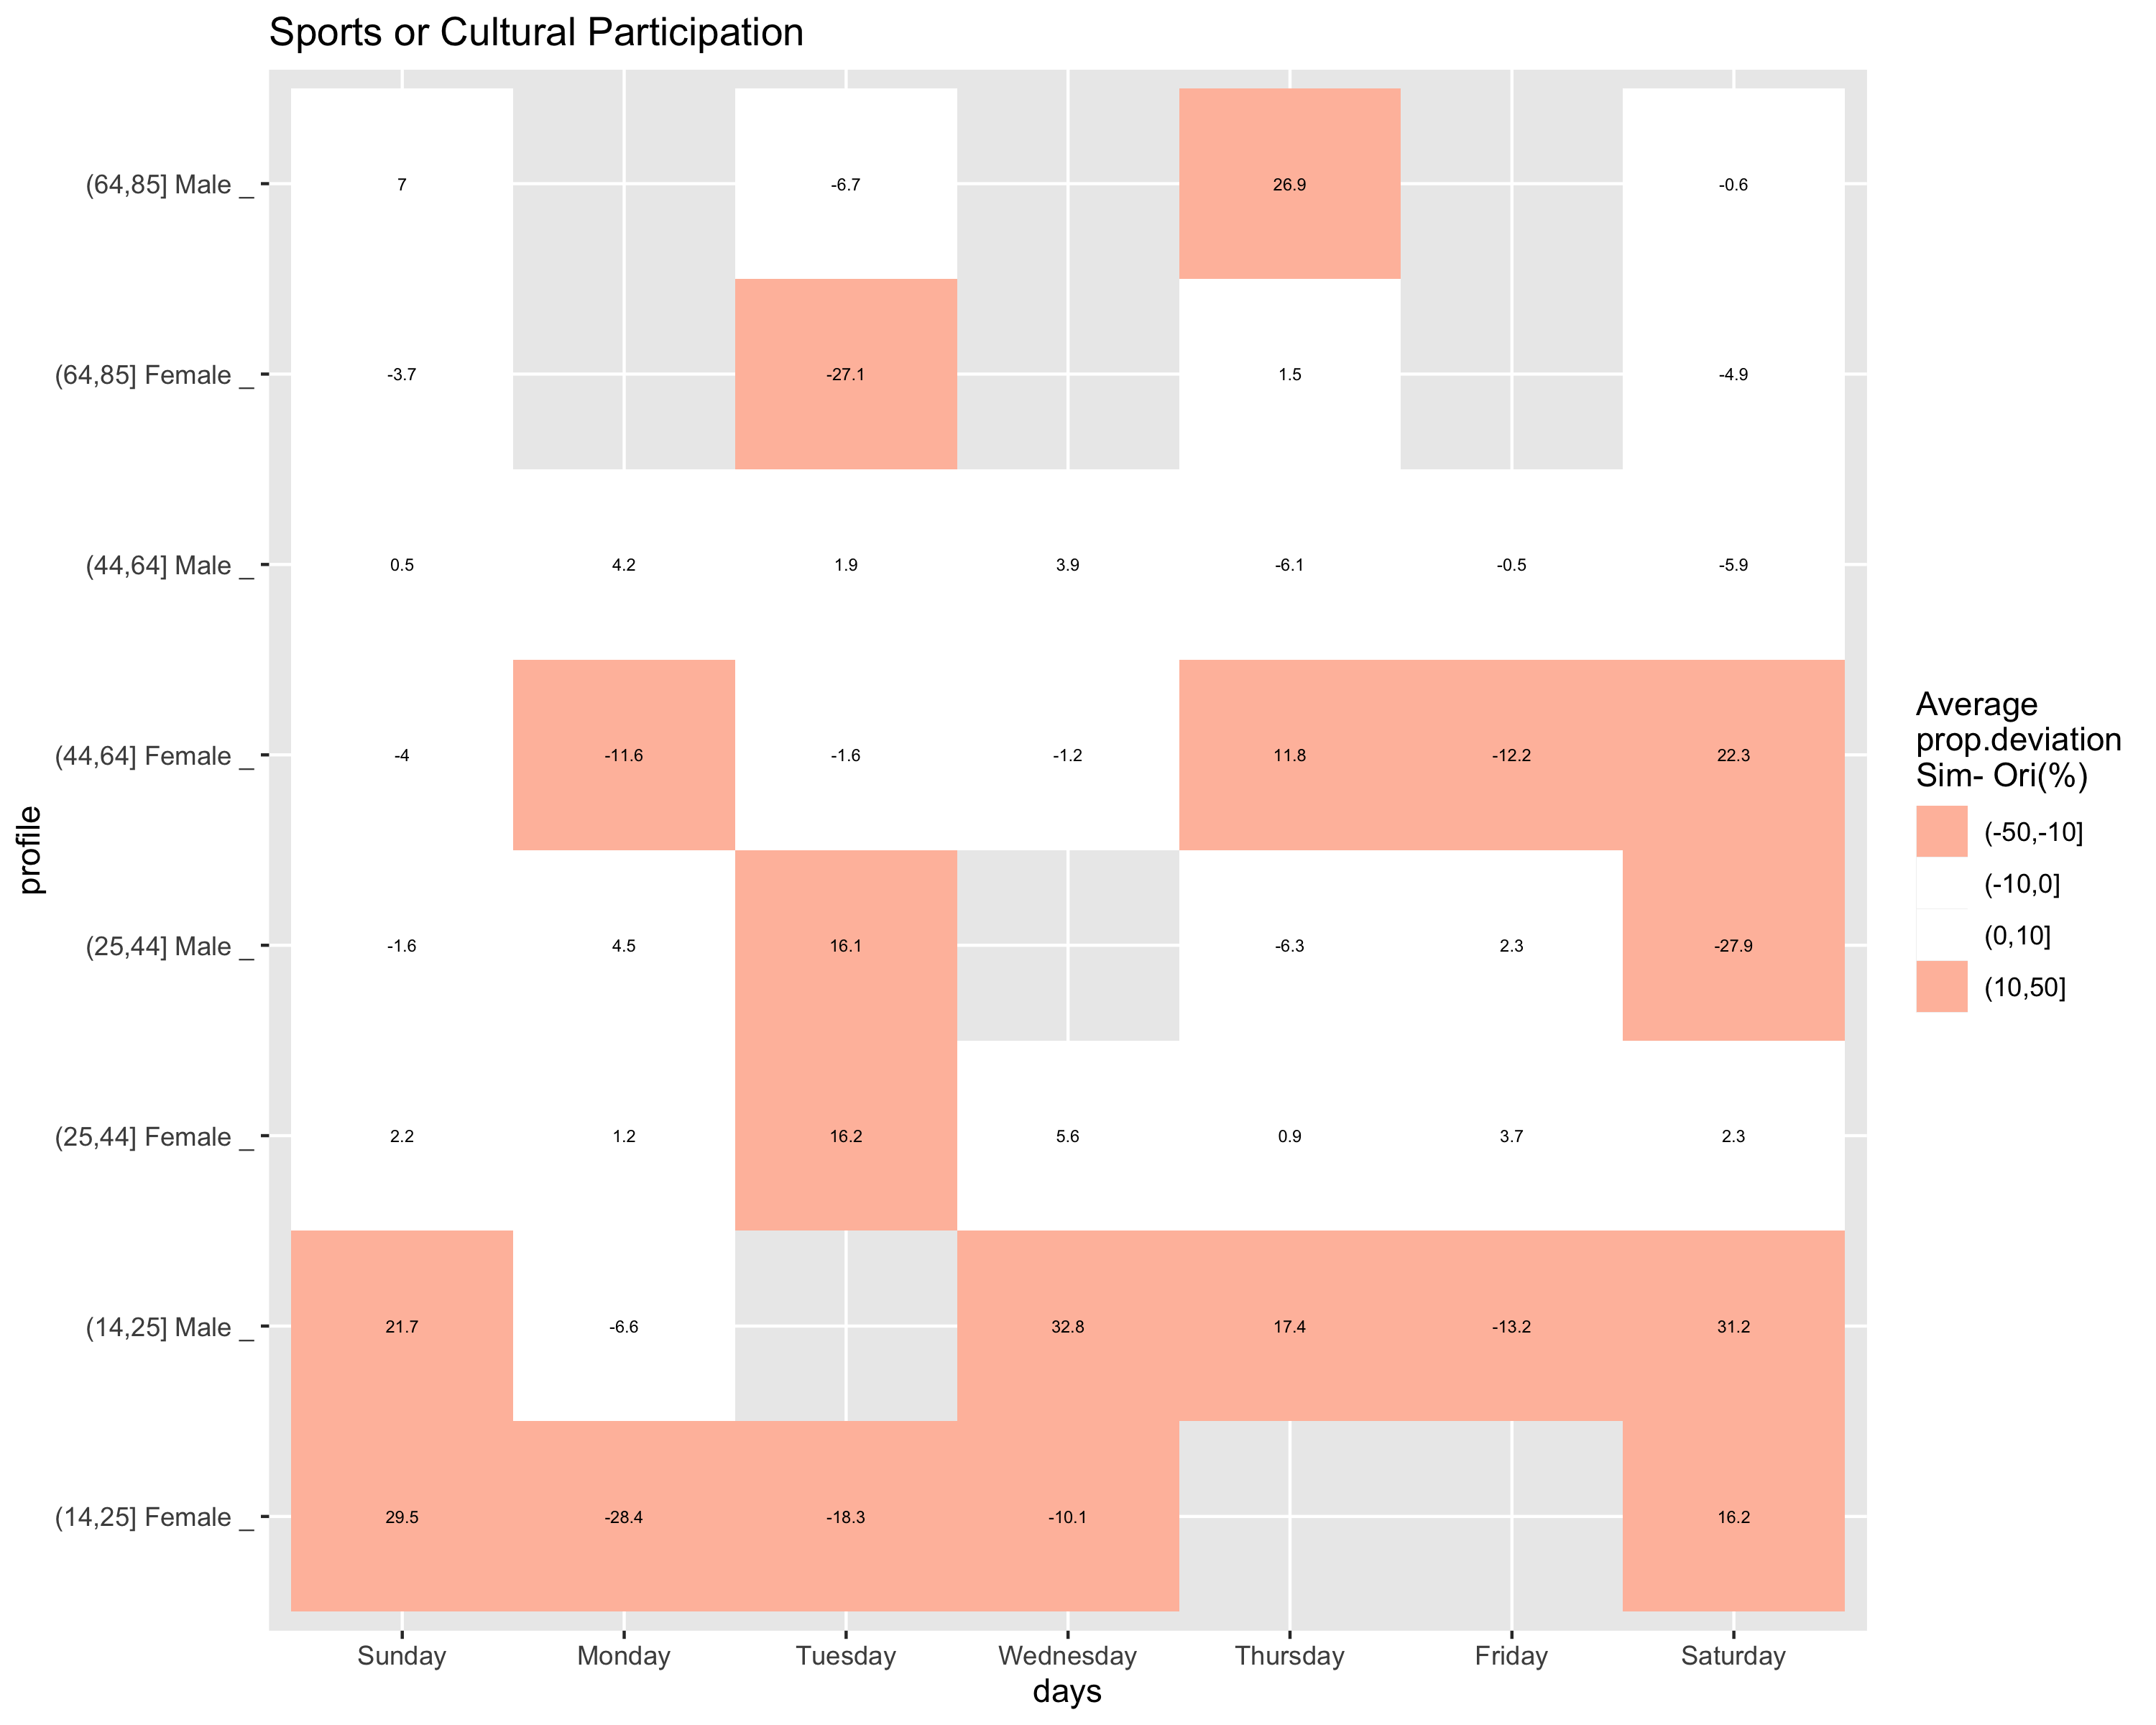 Sports or Cultural Participation
(64,85] Male _
7
-6.7
26.9
-0.6
(64,85] Female _
-3.7
-27.1
1.5
-4.9
(44,64] Male _
0.5
4.2
1.9
3.9
-6.1
-0.5
-5.9
(44,64] Female _
-4
-11.6
-1.6
-1.2
11.8
-12.2
22.3
(25,44] Male _
-1.6
4.5
16.1
-6.3
2.3
-27.9
(25,44] Female _
2.2
1.2
16.2
5.6
0.9
3.7
2.3
(14,25] Male _
21.7
-6.6
32.8
17.4
-13.2
31.2
(14,25] Female _
29.5
-28.4
-18.3
-10.1
16.2
profile
Sunday
Monday
Tuesday
Wednesday
Thursday
Friday
Saturday
days
Average
prop.deviation
Sim- Ori(%)
(-50,-10]
(-10,0]
(0,10]
(10,50]